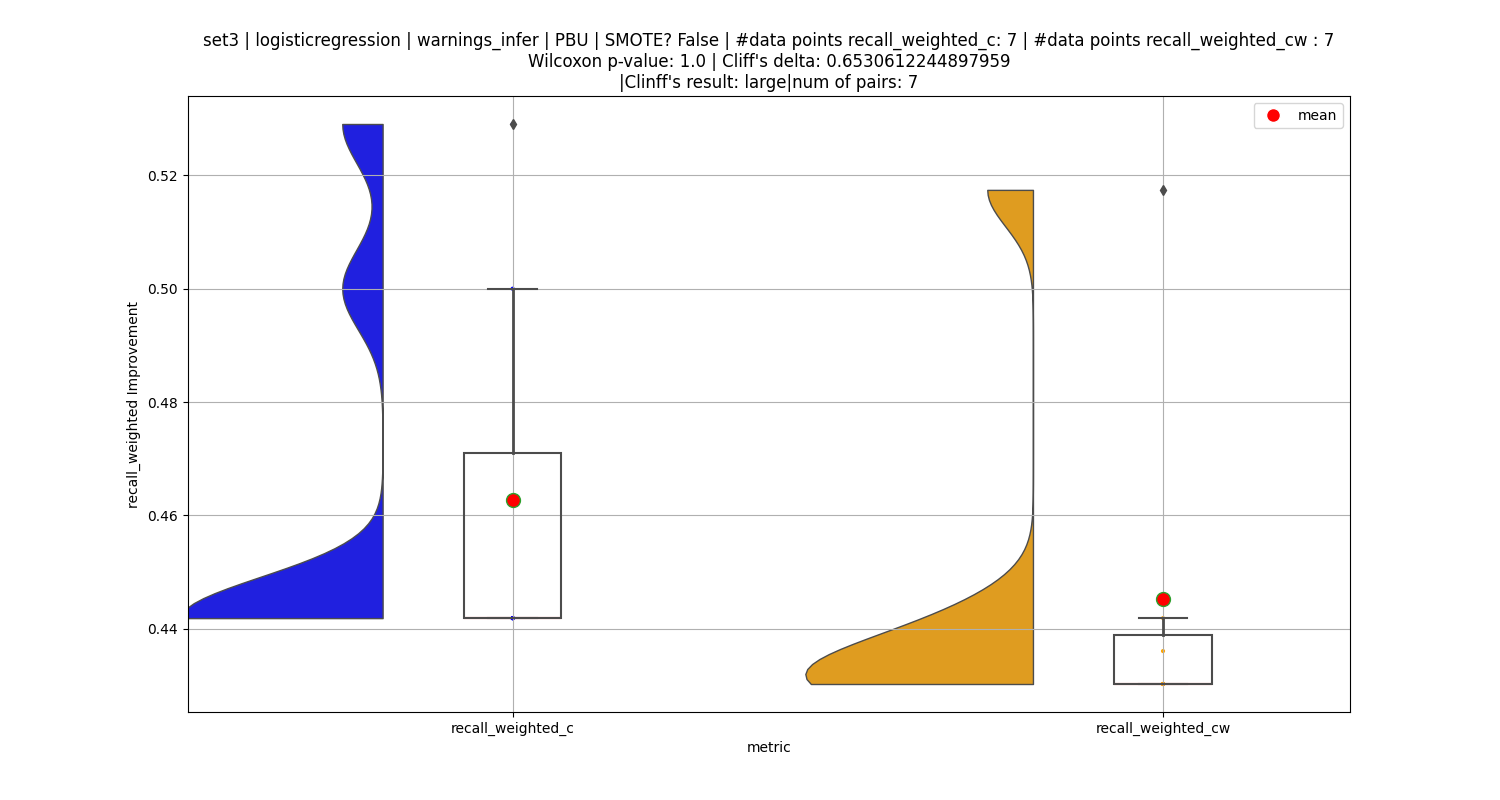 set3 | logisticregression | warnings_infer | PBU | SMOTE? False | #data points recall_weighted_c: 7 | #data points recall_weighted_cw : 7
Wilcoxon p-value: 1.0 | Cliff's delta: 0.6530612244897959
|Clinff's result: large|num of pairs: 7
mean
0.52
0.50
0.48
0.46
0.44
recall_weighted Improvement
recall_weighted_c
recall_weighted_cw
metric